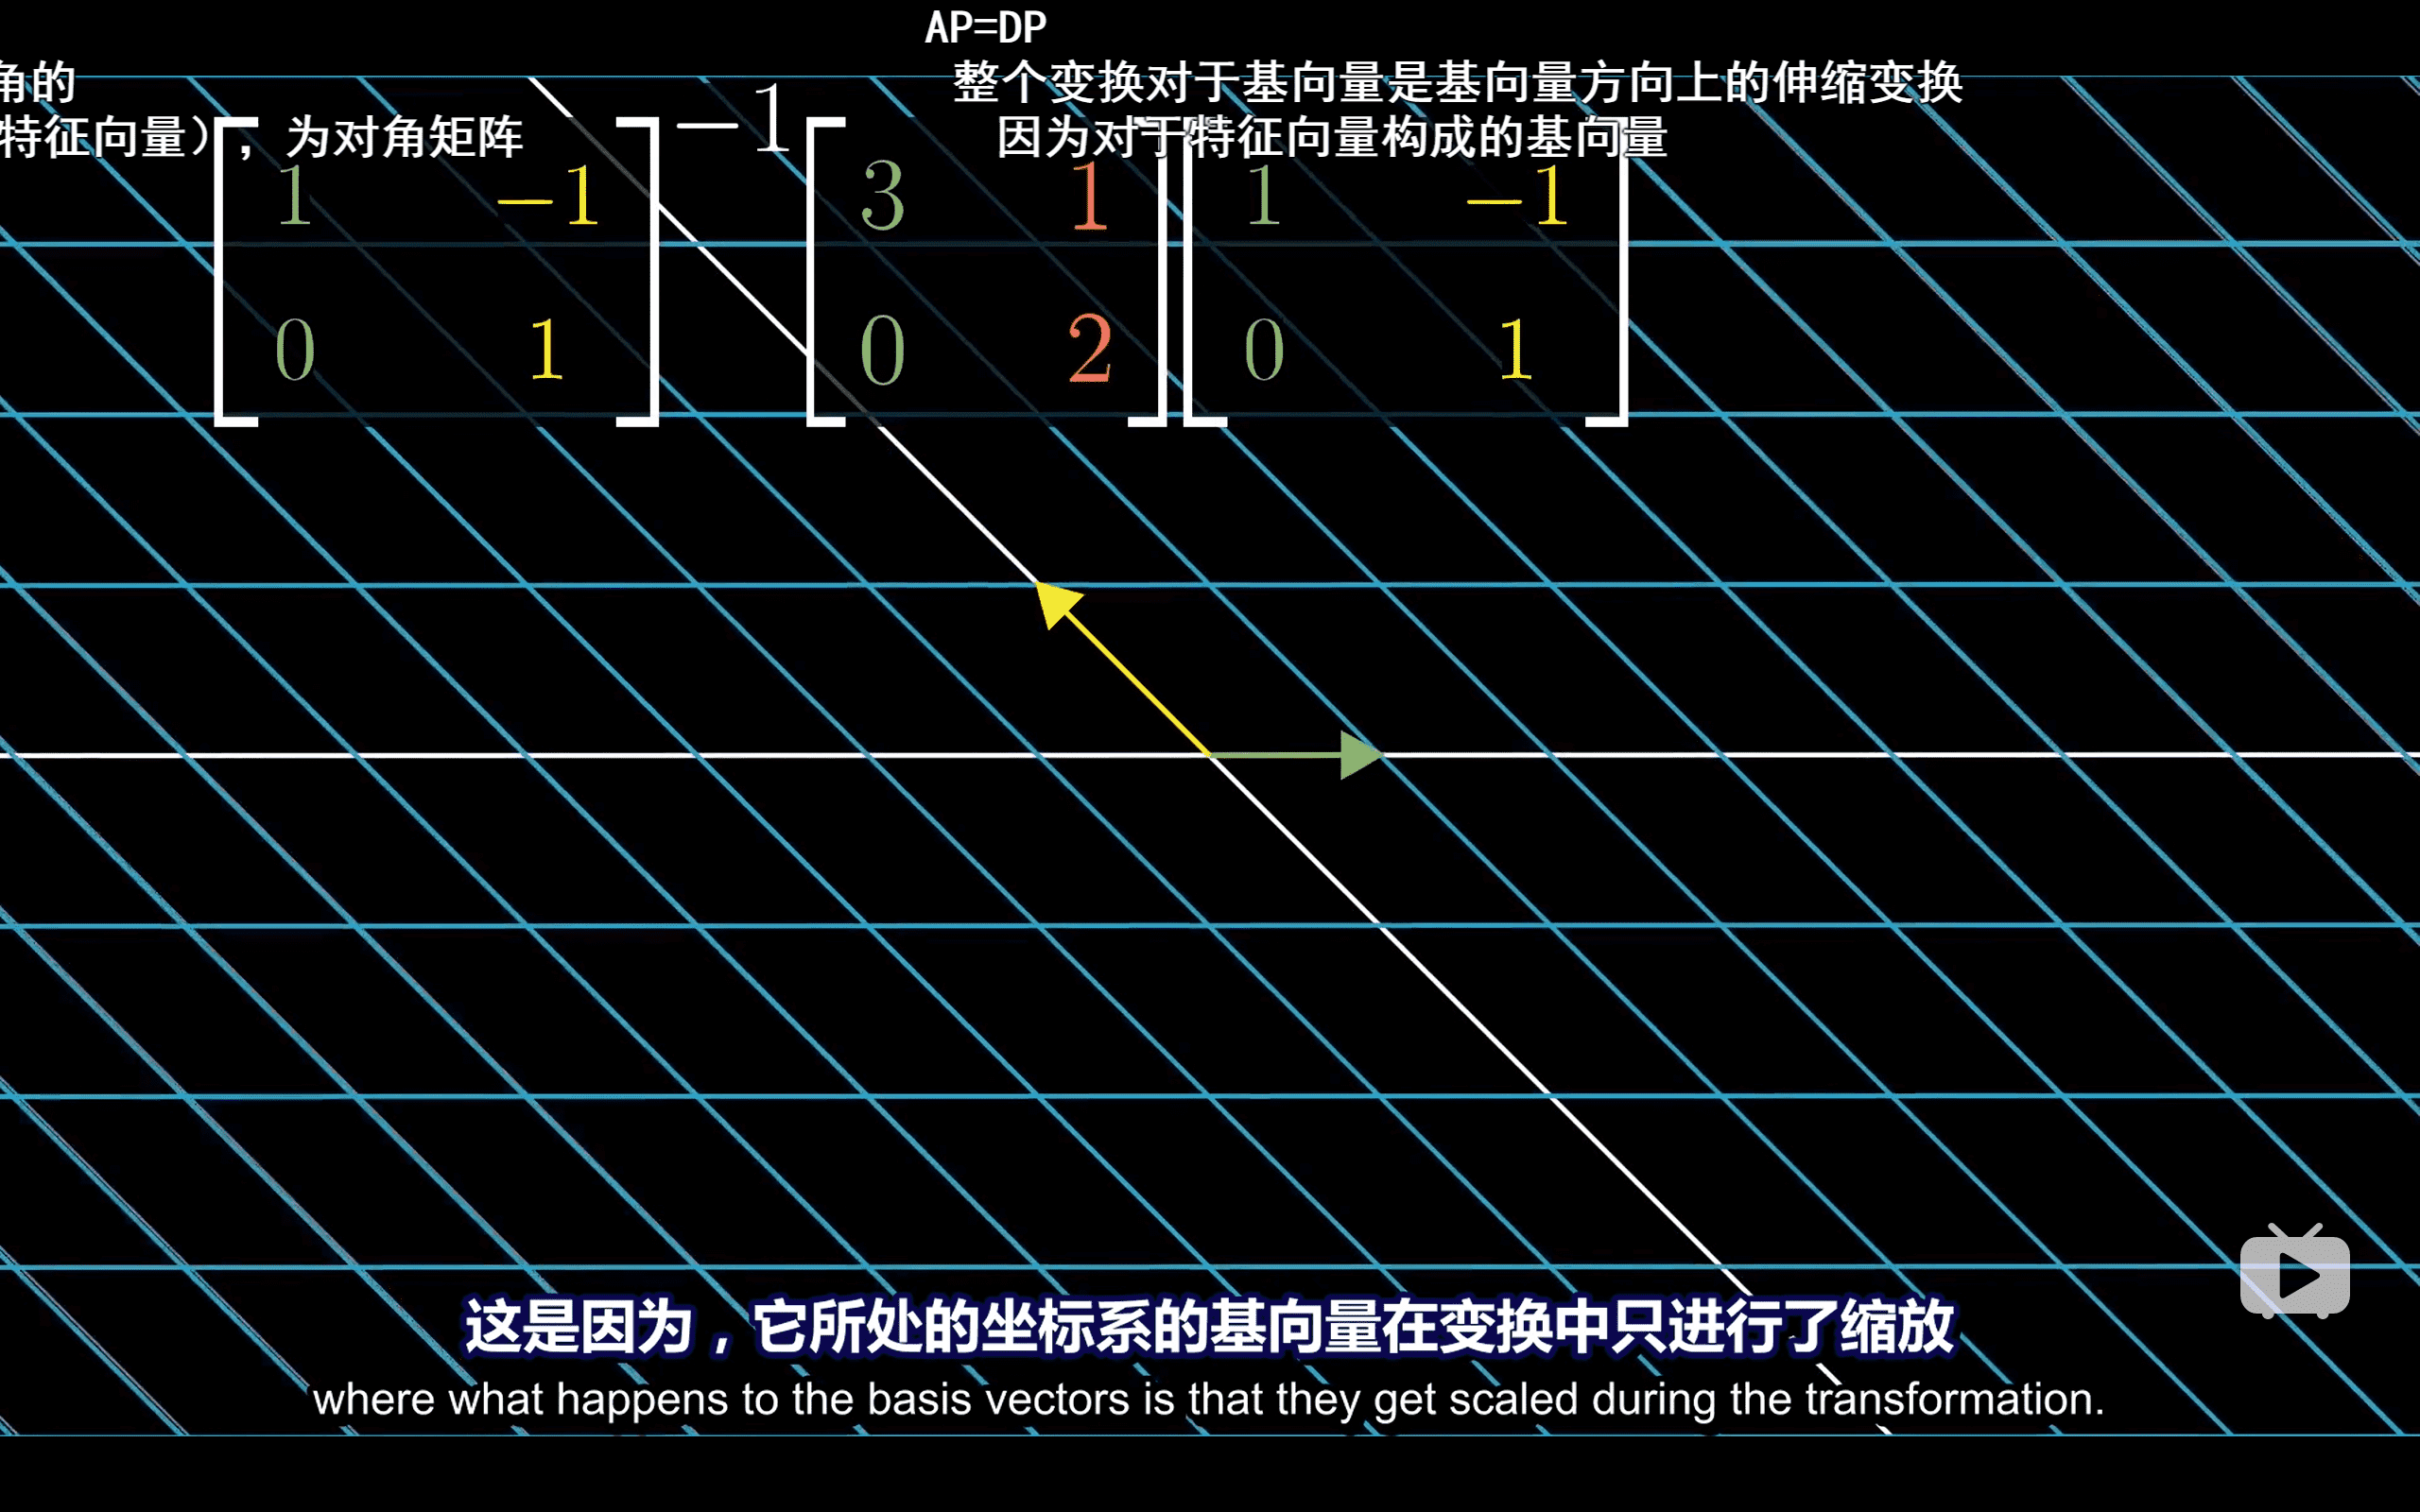 AP=DP
角的
整个变换对于基向量是基向量方向上的伸缩变换
特征向量），为对角矩阵
因为对于特征向量构成的基向量
−1
1 −1
3 1
1 −1
0 1
0 2
0 1
这是因为，它所处的坐标系的基向量在变换中只进行了缩放
where what happens to the basis vectors is that they get scaled during the transformation.